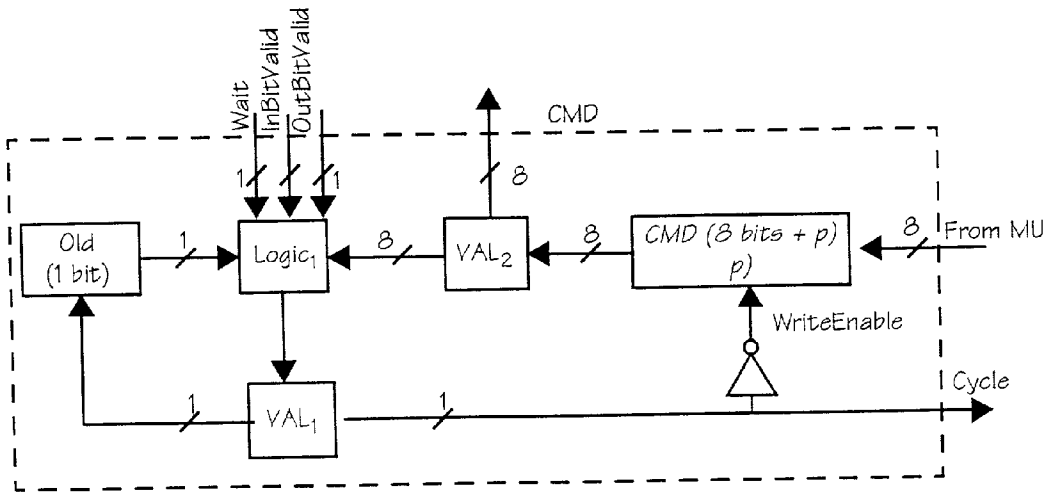 Wait
InBitValid
OutBitValid
CMD
1
1
8
Old
(1 bit)
1
Logic₁
8
VAL₂
8
CMD (8 bits + p)
p)
8
From MU
WriteEnable
1
VAL₁
1
Cycle